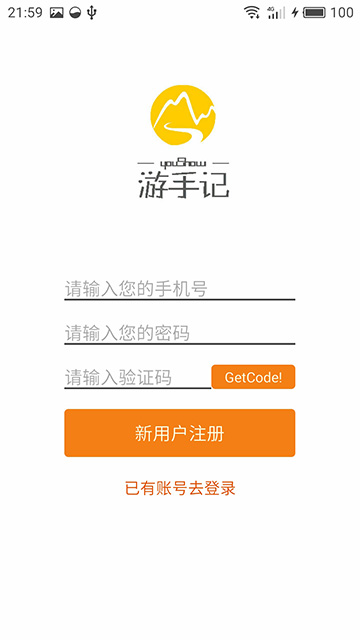 21:59 4G 100
youShow
游手记
请输入您的手机号
请输入您的密码
请输入验证码 GetCode!
新用户注册
已有账号去登录